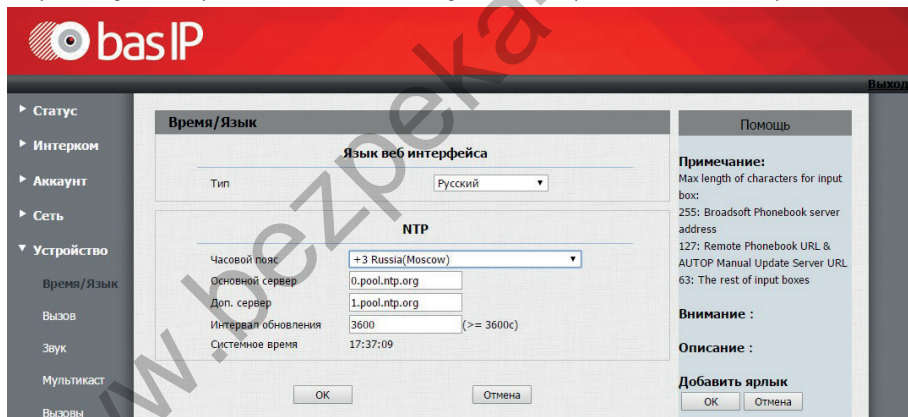 bas IP
Выход
Статус
Интерком
Аккаунт
Сеть
Устройство
Время/Язык
Вызов
Звук
Мультикаст
Вызовы
Время/Язык
Язык веб интерфейса
Тип Русский
NTP
Часовой пояс +3 Russia(Moscow)
Основной сервер 0.pool.ntp.org
Доп. сервер 1.pool.ntp.org
Интервал обновления 3600 (>= 3600с)
Системное время 17:37:09
ОК Отмена
Помощь
Примечание:
Max length of characters for input
box:
255: Broadsoft Phonebook server
address
127: Remote Phonebook URL &
AUTOP Manual Update Server URL
63: The rest of input boxes
Внимание :
Описание :
Добавить ярлык
ОК Отмена
www.bezpeka